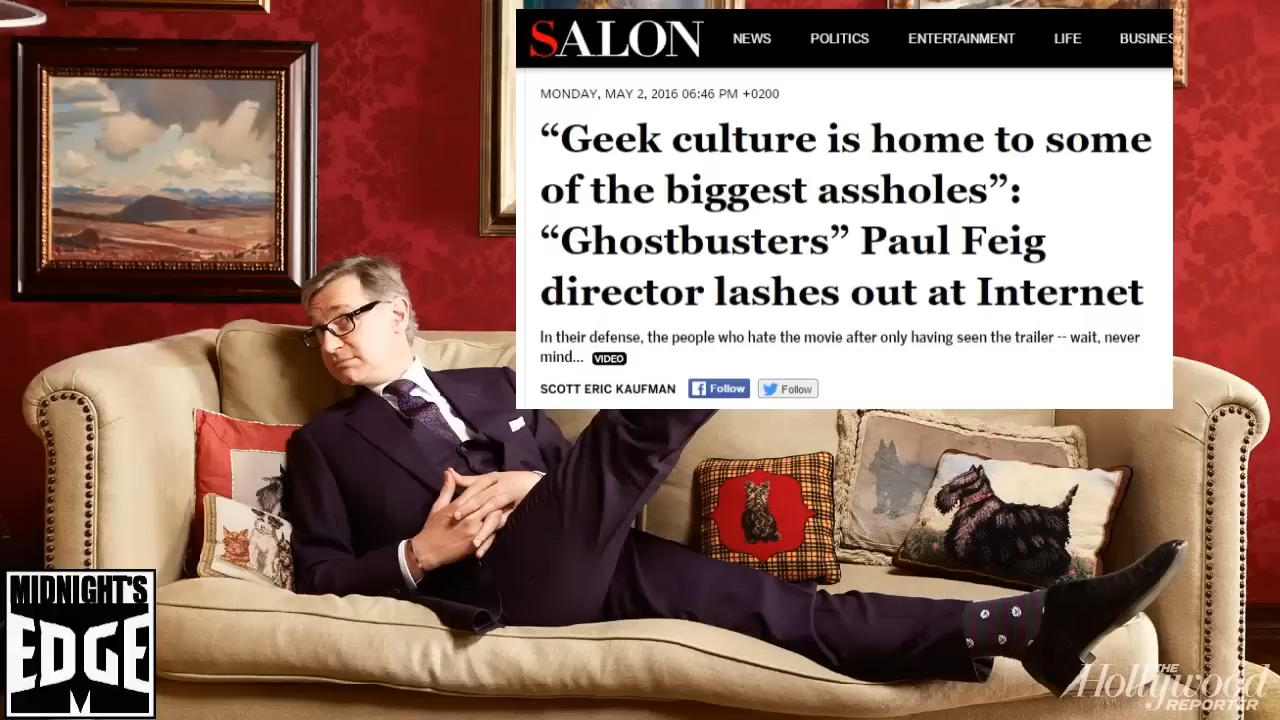 SALON NEWS POLITICS ENTERTAINMENT LIFE BUSINES
MONDAY, MAY 2, 2016 06:46 PM +0200
“Geek culture is home to some
of the biggest assholes”:
“Ghostbusters” Paul Feig
director lashes out at Internet
In their defense, the people who hate the movie after only having seen the trailer -- wait, never
mind... VIDEO
SCOTT ERIC KAUFMAN Follow Follow
MIDNIGHT'S
EDGE
M
THE
Hollywood
REPORTER